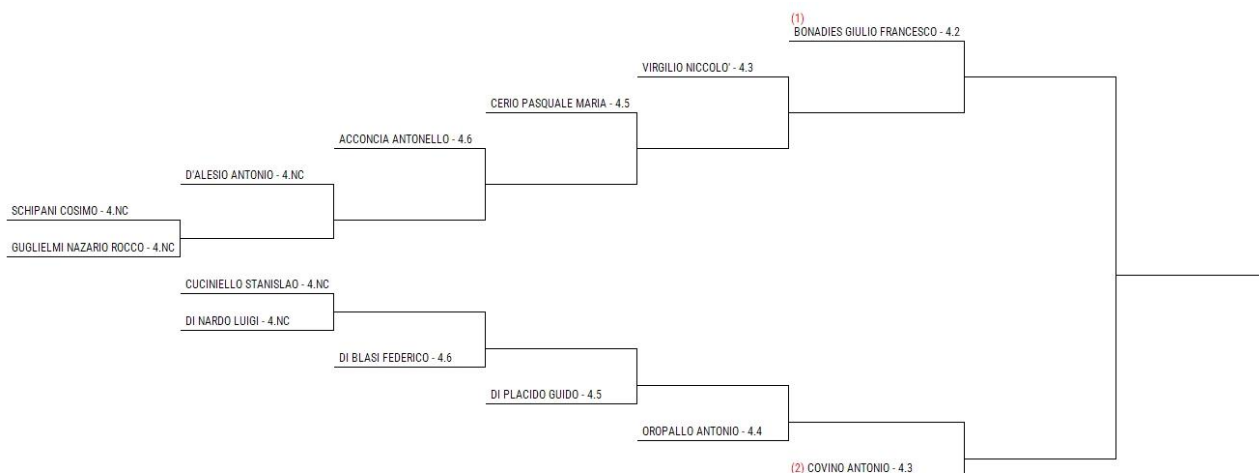 (1)
BONADIES GIULIO FRANCESCO - 4.2
VIRGILIO NICCOLO' - 4.3
CERIO PASQUALE MARIA - 4.5
ACCONCIA ANTONELLO - 4.6
D'ALESIO ANTONIO - 4.NC
SCHIPANI COSIMO - 4.NC
GUGLIELMI NAZARIO ROCCO - 4.NC
CUCINIELLO STANISLAO - 4.NC
DI NARDO LUIGI - 4.NC
DI BLASI FEDERICO - 4.6
DI PLACIDO GUIDO - 4.5
OROPALLO ANTONIO - 4.4
(2) COVINO ANTONIO - 4.3